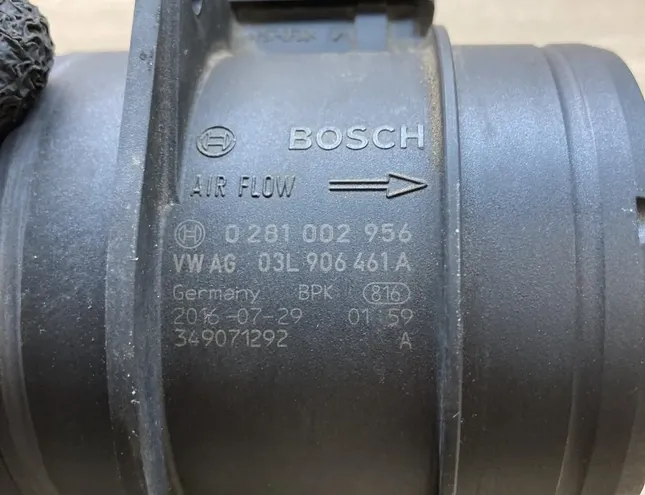 BOSCH
AIR FLOW
0 281 002 956
VW AG 03L 906 461 A
Germany BPK 816
2016-07-29 01:59
349071292 A